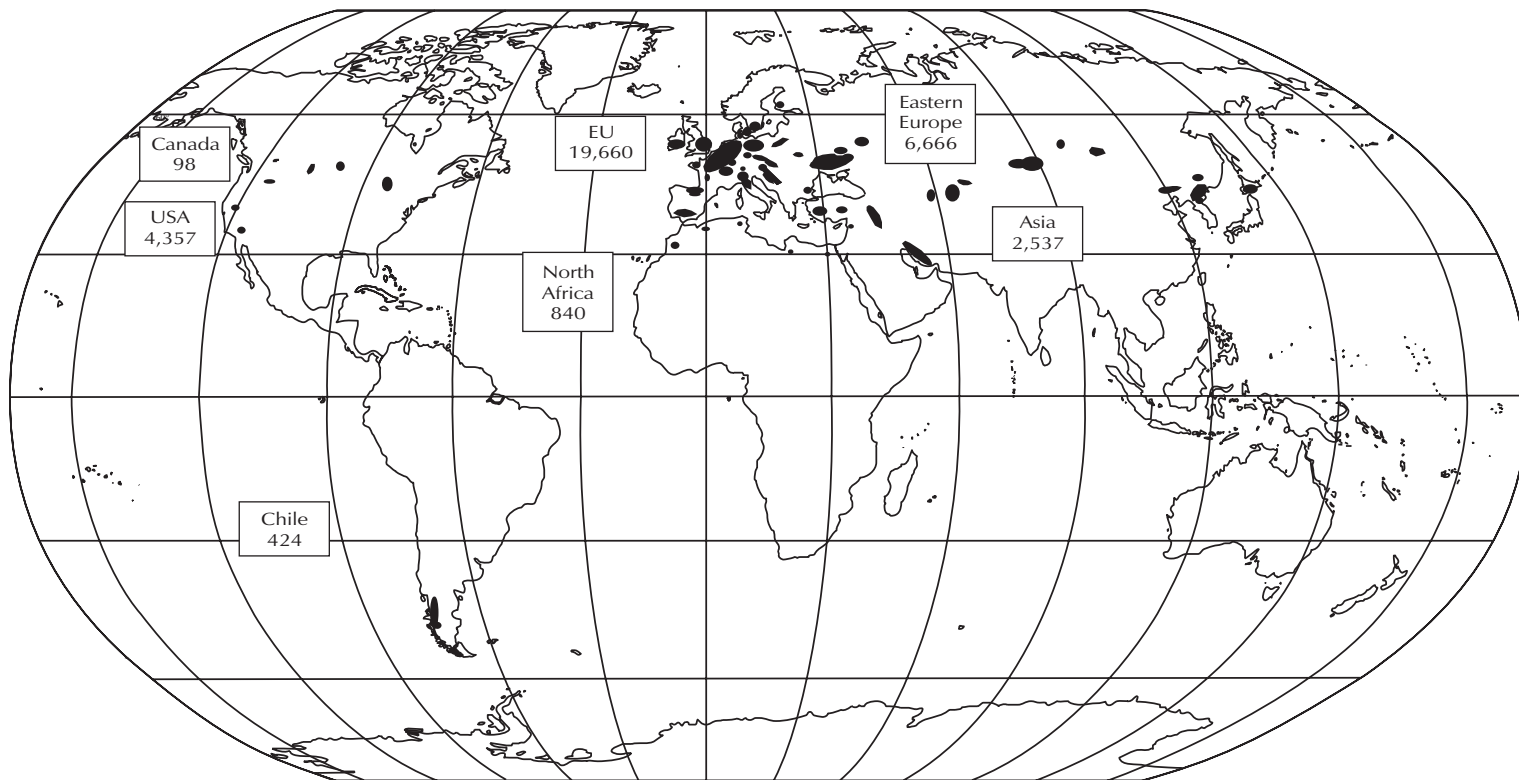 Canada
98
USA
4,357
EU
19,660
North
Africa
840
Eastern
Europe
6,666
Asia
2,537
Chile
424